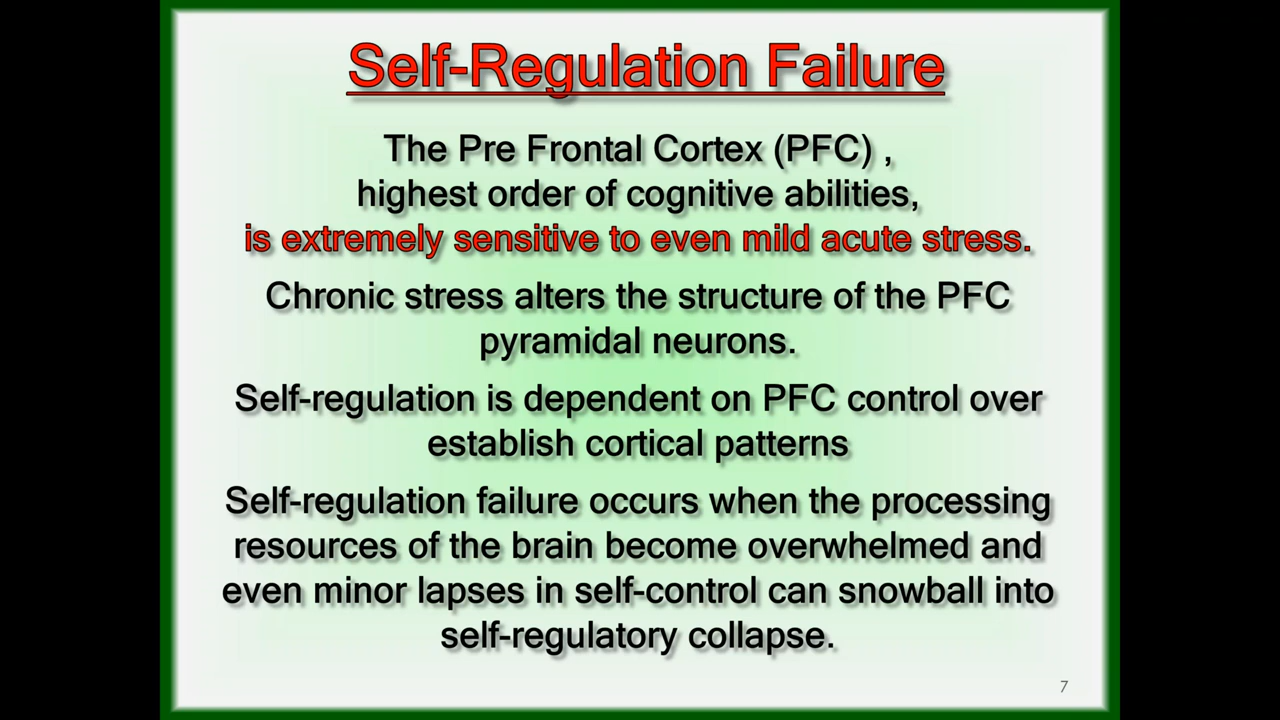 Self-Regulation Failure
The Pre Frontal Cortex (PFC) ,
highest order of cognitive abilities,
is extremely sensitive to even mild acute stress.
Chronic stress alters the structure of the PFC
pyramidal neurons.
Self-regulation is dependent on PFC control over
establish cortical patterns
Self-regulation failure occurs when the processing
resources of the brain become overwhelmed and
even minor lapses in self-control can snowball into
self-regulatory collapse.
7